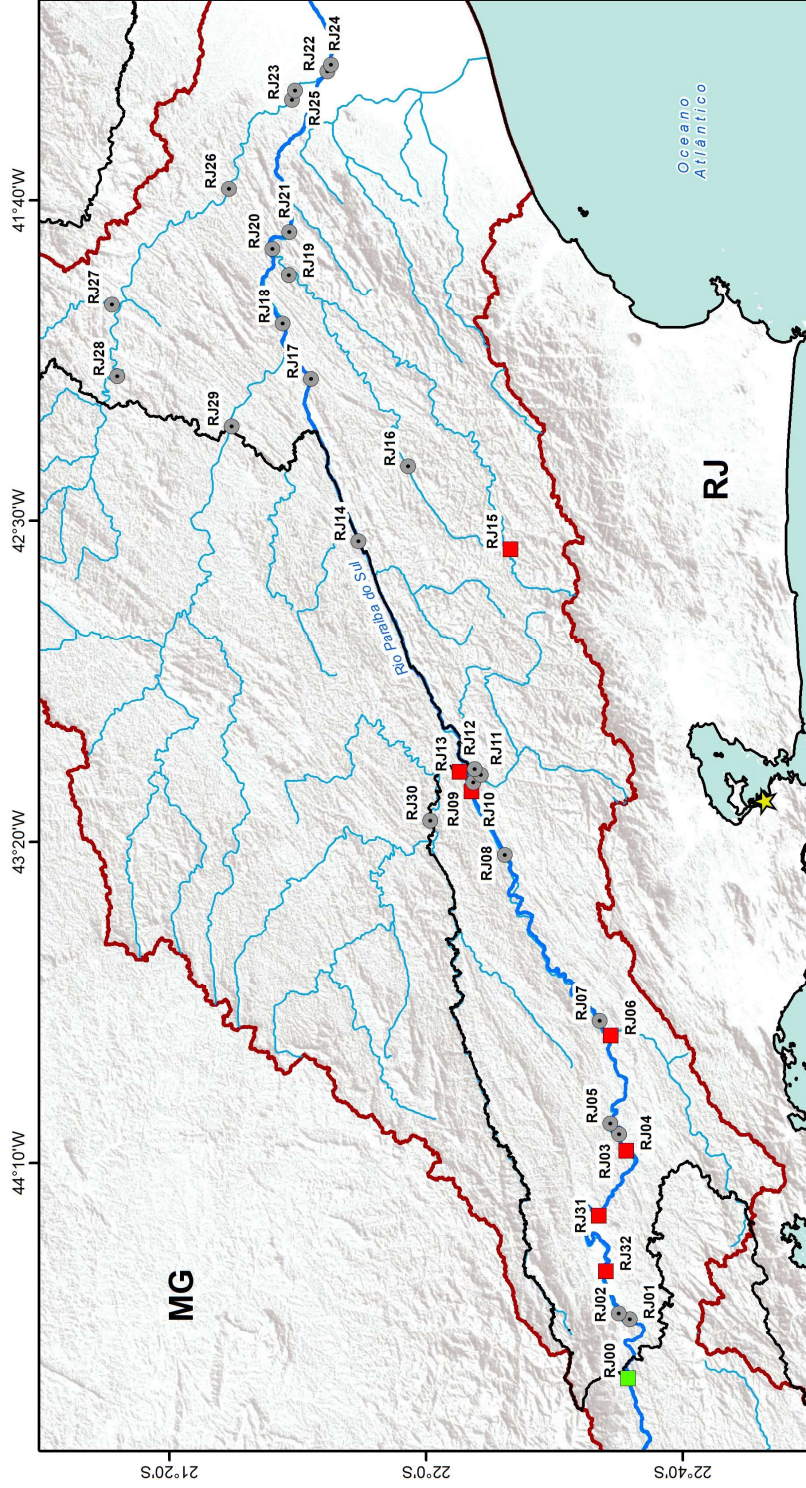 41°40'W
42°30'W
43°20'W
44°10'W
21°20'S
22°0'S
22°40'S
MG
RJ
Oceano
Atlântico
Rio Paraíba do Sul
RJ24
RJ22
RJ23
RJ25
RJ26
RJ21
RJ20
RJ19
RJ27
RJ18
RJ28
RJ17
RJ29
RJ16
RJ14
RJ15
RJ12
RJ13
RJ11
RJ30
RJ09
RJ10
RJ08
RJ07
RJ06
RJ05
RJ03
RJ04
RJ31
RJ32
RJ02
RJ01
RJ00